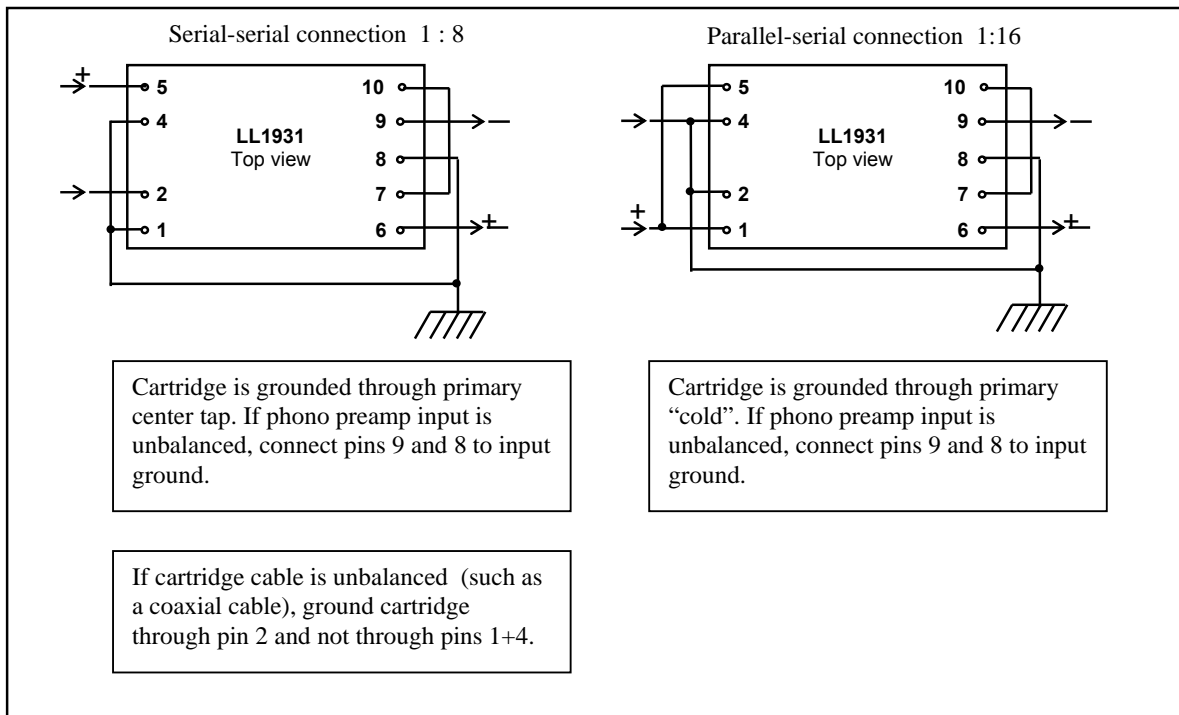 Serial-serial connection 1 : 8
+
5
4
2
1
LL1931
Top view
10
9
8
7
6
+
Cartridge is grounded through primary
center tap. If phono preamp input is
unbalanced, connect pins 9 and 8 to input
ground.
If cartridge cable is unbalanced (such as
a coaxial cable), ground cartridge
through pin 2 and not through pins 1+4.
Parallel-serial connection 1:16
5
4
2
+
1
LL1931
Top view
10
9
8
7
6
+
Cartridge is grounded through primary
“cold”. If phono preamp input is
unbalanced, connect pins 9 and 8 to input
ground.